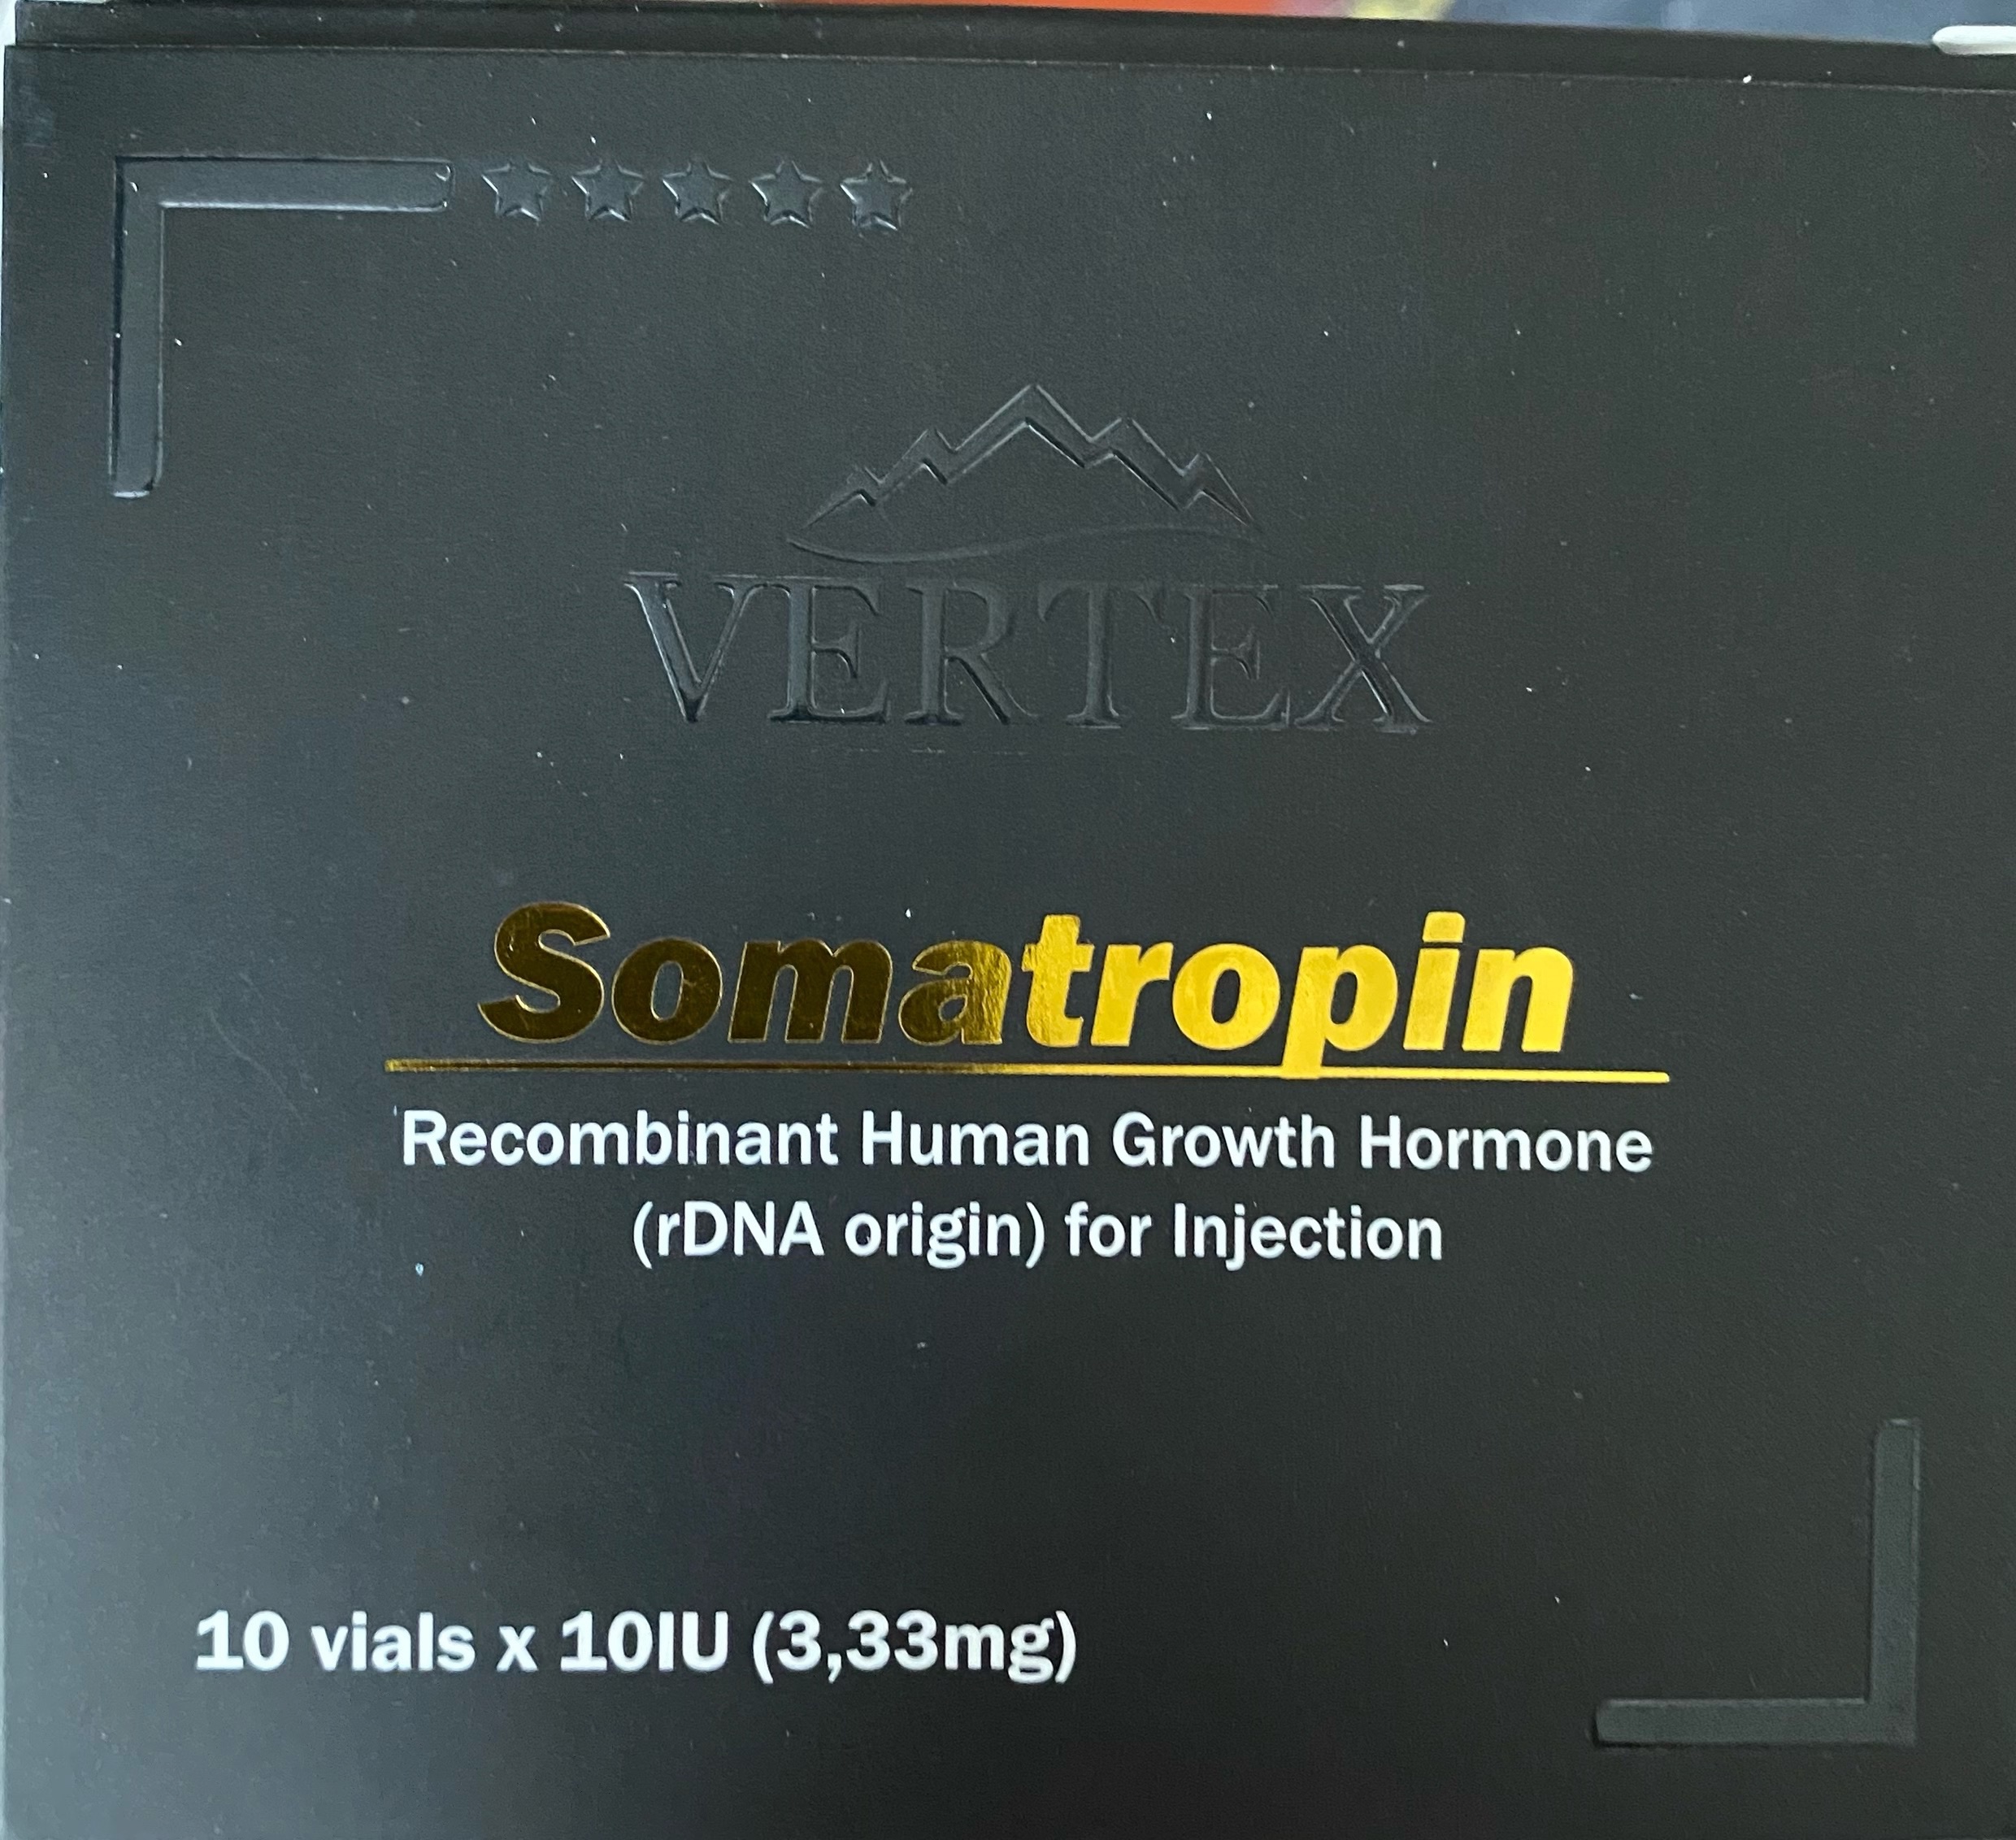 VERTEX
Somatropin
Recombinant Human Growth Hormone
(rDNA origin) for Injection
10 vials x 10IU (3,33mg)